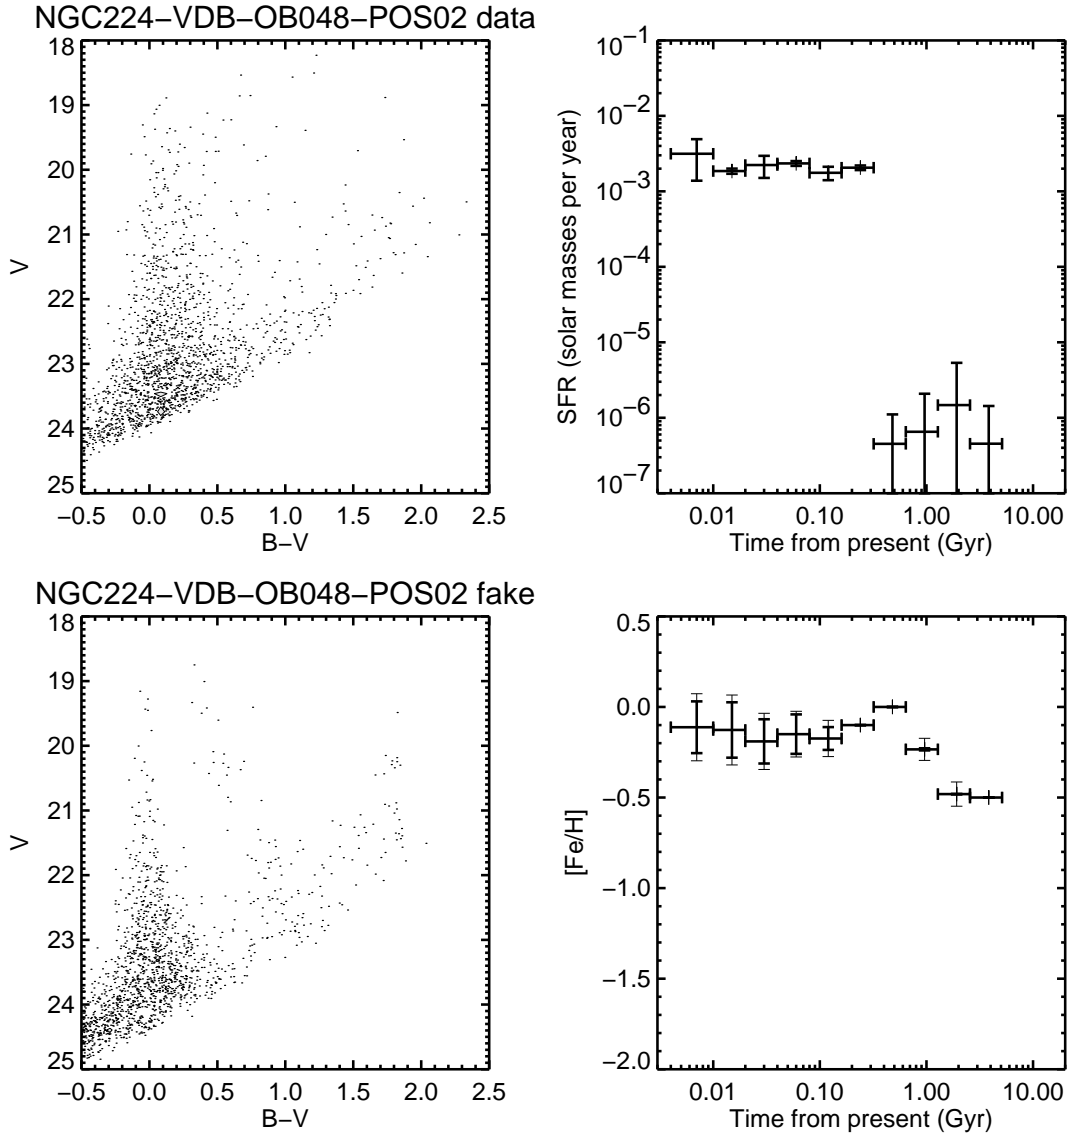 NGC224−VDB−OB048−POS02 data
18
19
20
21
22
23
24
25
V
−0.5 0.0 0.5 1.0 1.5 2.0 2.5
B−V
10−1
10−2
10−3
10−4
10−5
10−6
10−7
SFR (solar masses per year)
0.01 0.10 1.00 10.00
Time from present (Gyr)
NGC224−VDB−OB048−POS02 fake
18
19
20
21
22
23
24
25
V
−0.5 0.0 0.5 1.0 1.5 2.0 2.5
B−V
0.5
0.0
−0.5
−1.0
−1.5
−2.0
[Fe/H]
0.01 0.10 1.00 10.00
Time from present (Gyr)